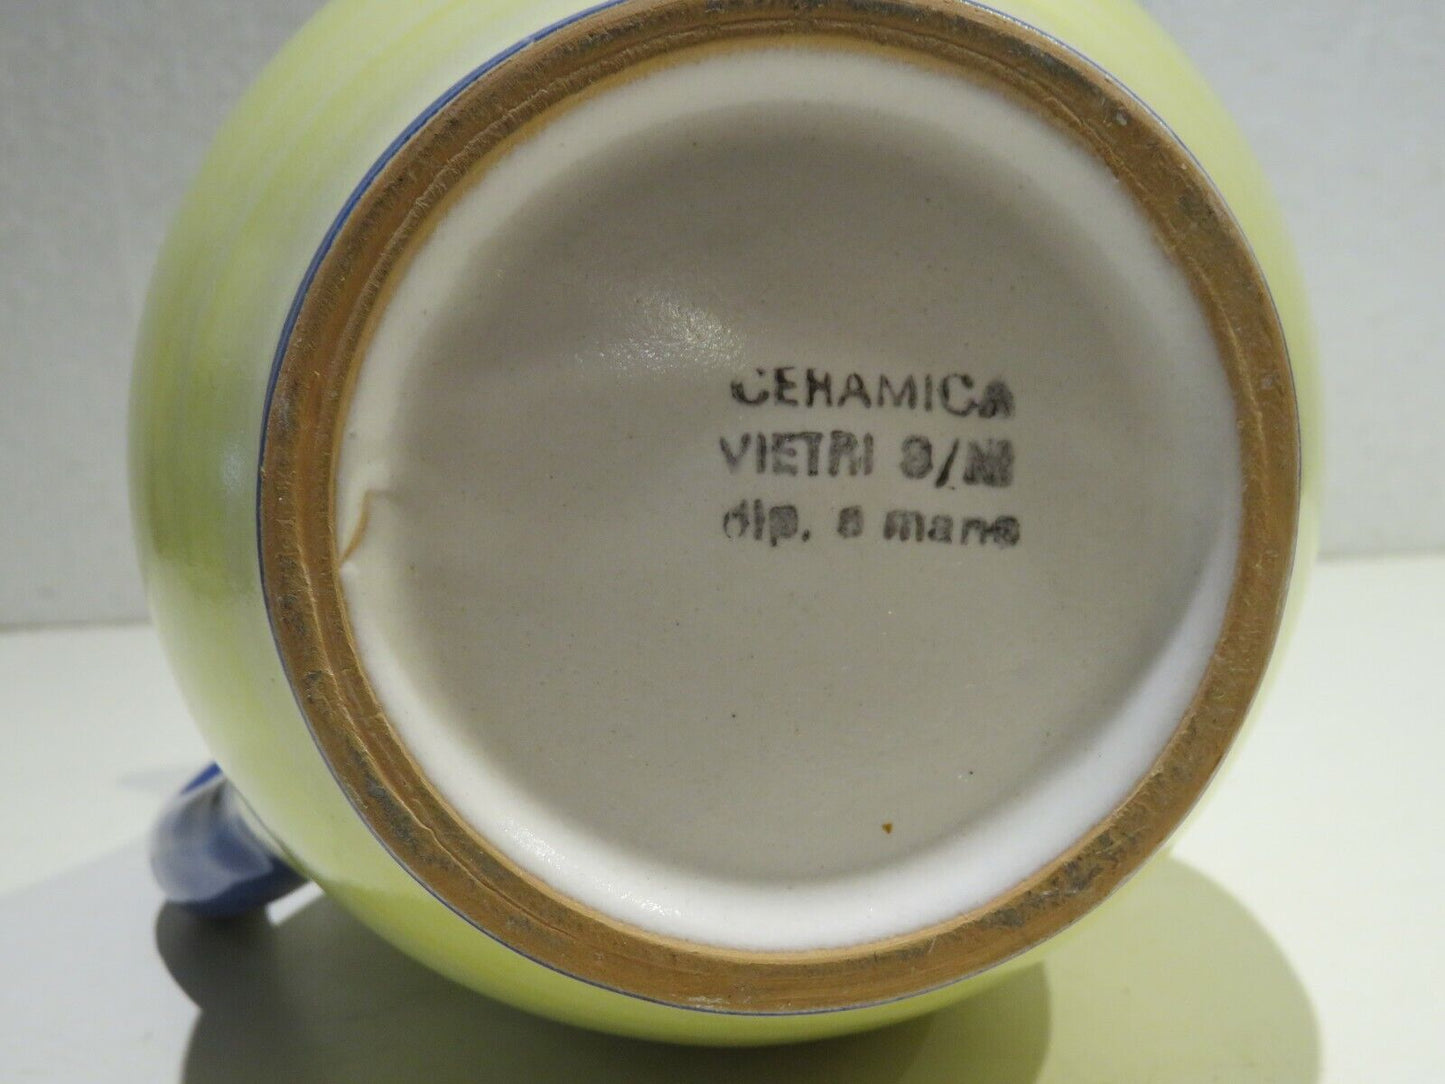 CERAMICA
VIETRI S/M
dip. a mano